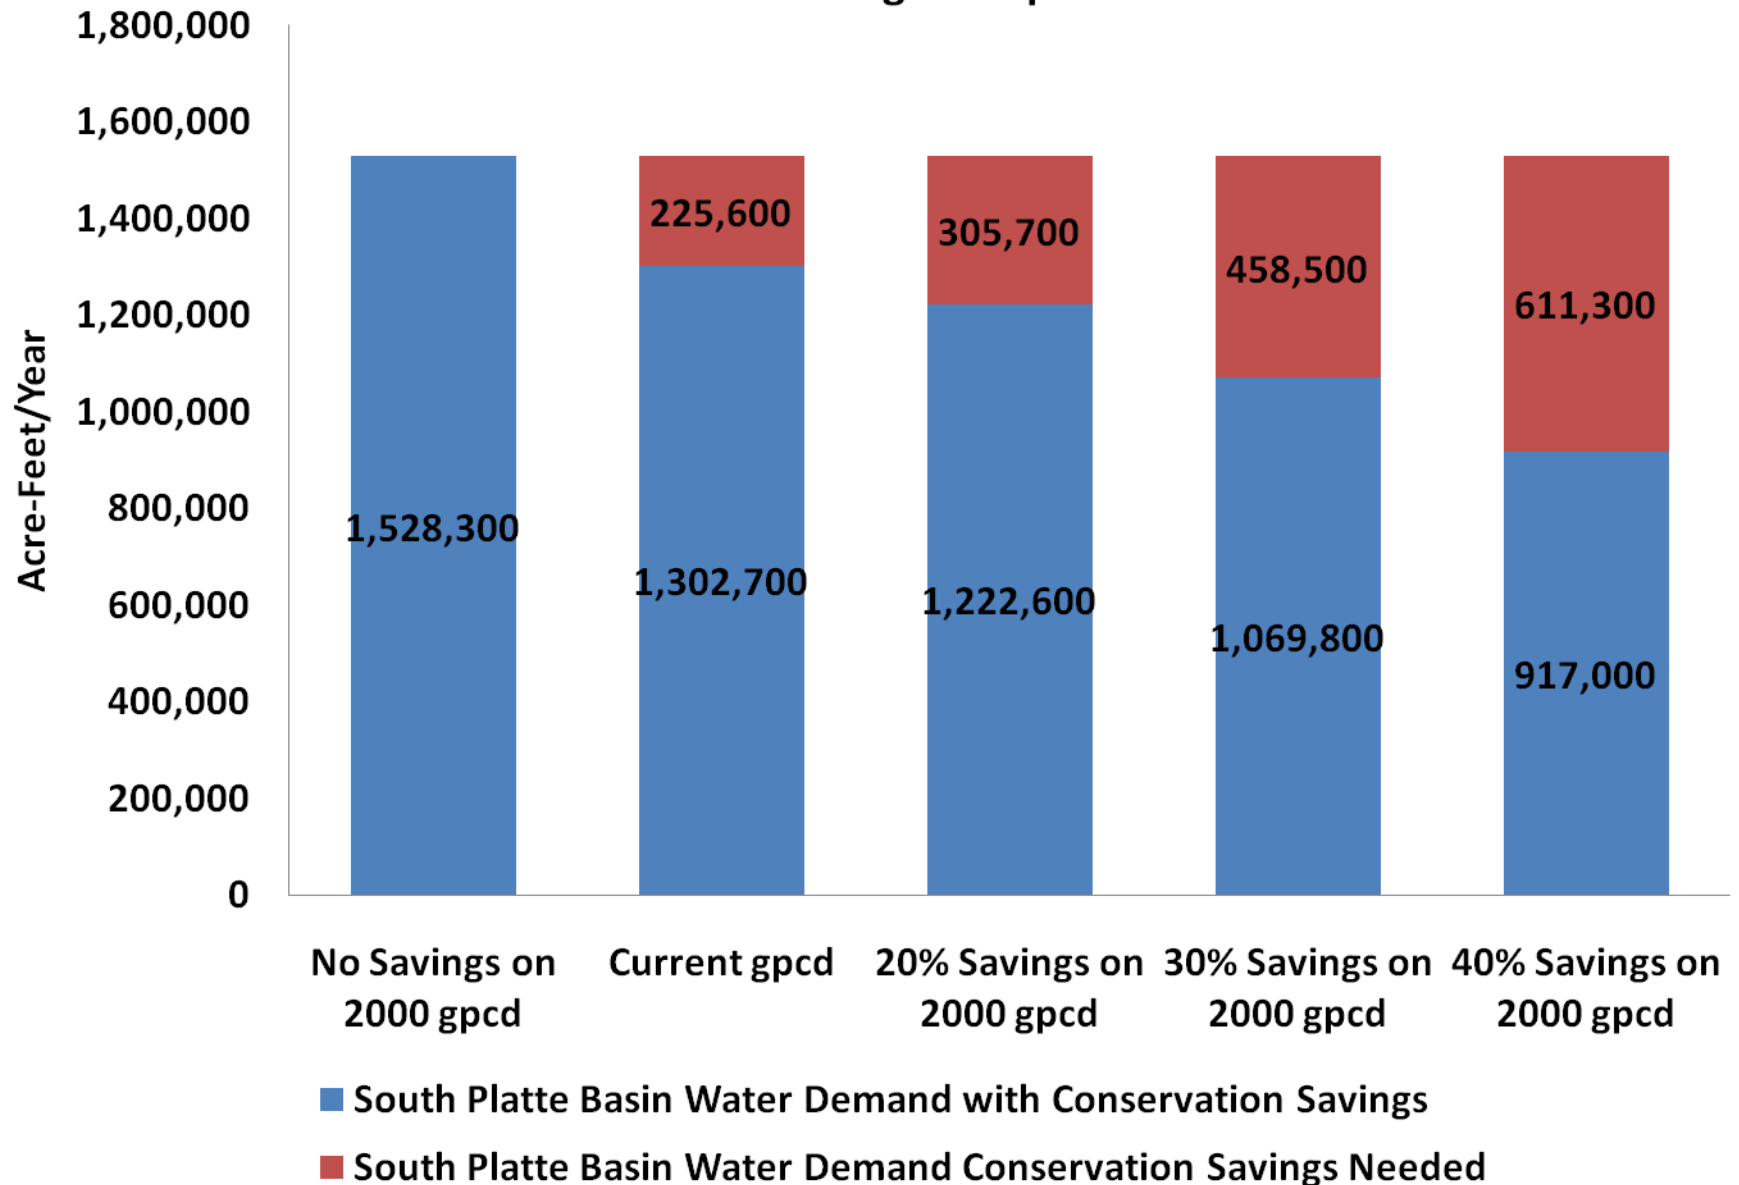 1,800,000
1,600,000
1,400,000
1,200,000
1,000,000
800,000
600,000
400,000
200,000
0
Acre-Feet/Year
225,600
305,700
458,500
611,300
1,528,300
1,302,700
1,222,600
1,069,800
917,000
No Savings on
2000 gpcd
Current gpcd
20% Savings on
2000 gpcd
30% Savings on
2000 gpcd
40% Savings on
2000 gpcd
South Platte Basin Water Demand with Conservation Savings
South Platte Basin Water Demand Conservation Savings Needed